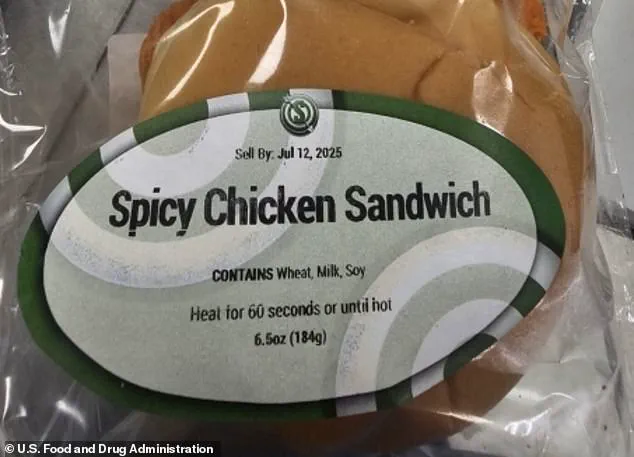 S
Sell By: Jul 12, 2025
Spicy Chicken Sandwich
CONTAINS Wheat, Milk, Soy
Heat for 60 seconds or until hot
6.5oz (184g)
© U.S. Food and Drug Administration